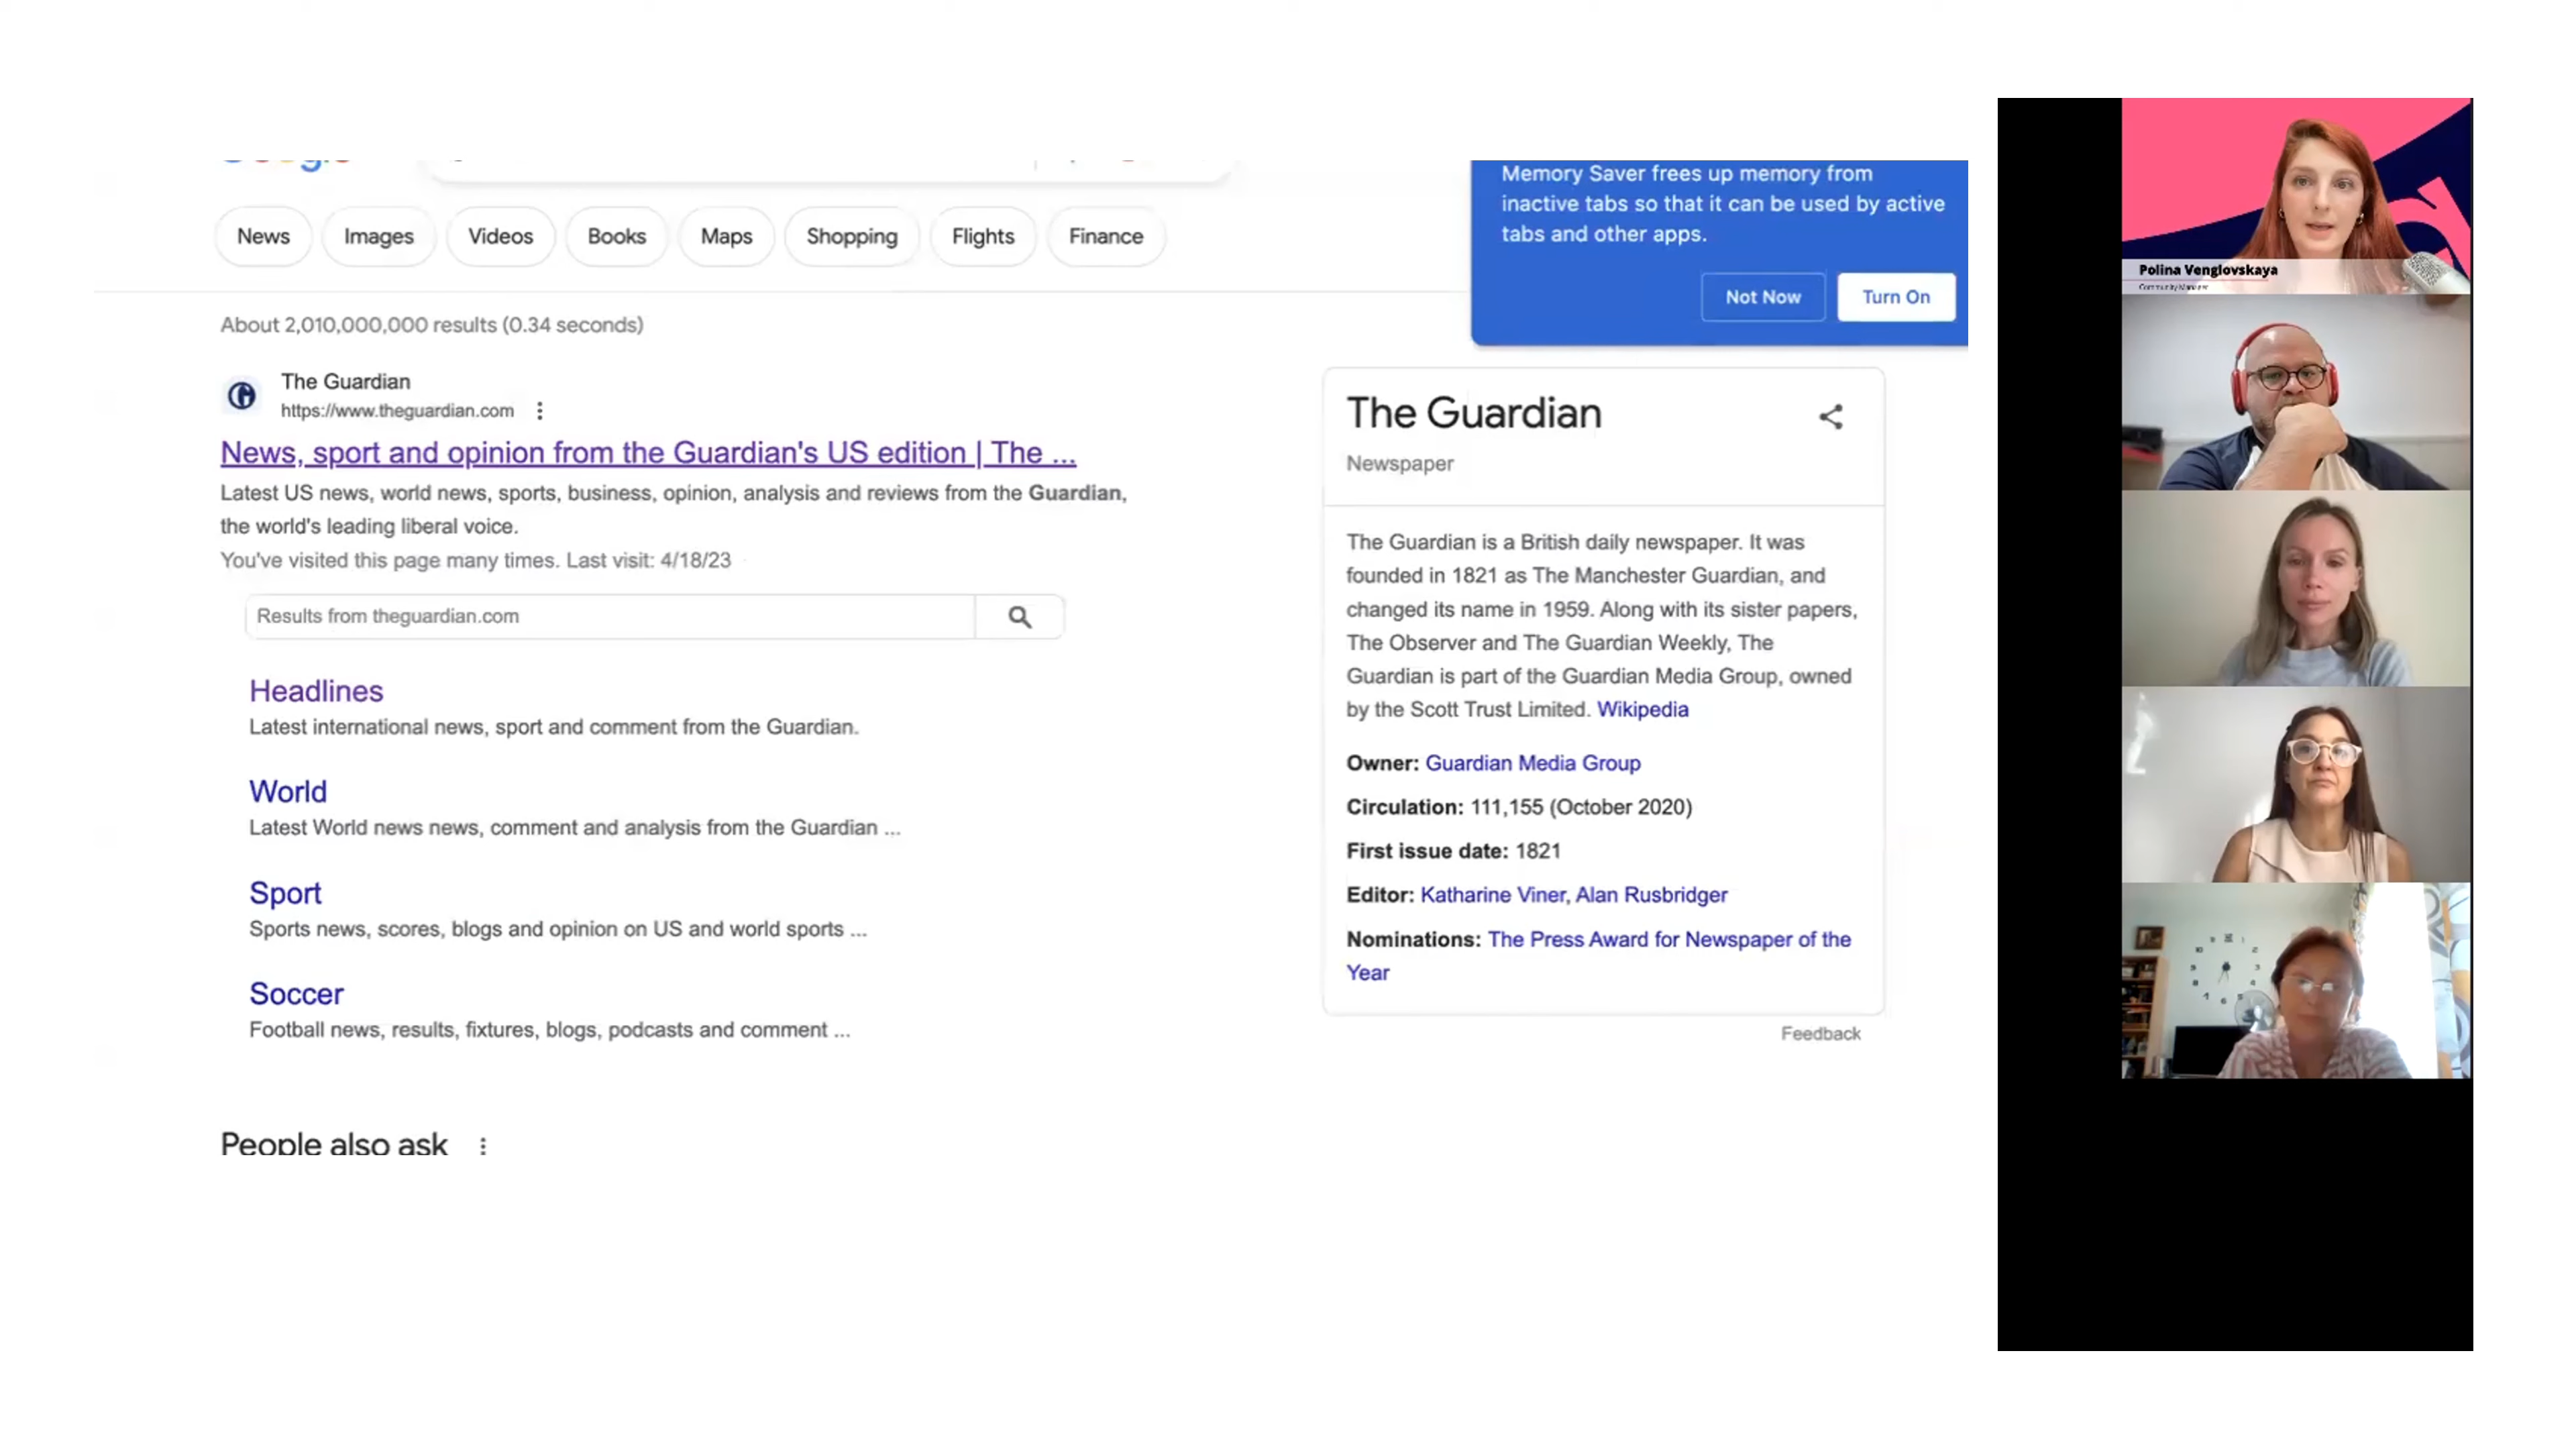 News
Images
Videos
Books
Maps
Shopping
Flights
Finance
Memory Saver frees up memory from
inactive tabs so that it can be used by active
tabs and other apps.
Not Now
Turn On
About 2,010,000,000 results (0.34 seconds)
The Guardian
https://www.theguardian.com
News, sport and opinion from the Guardian's US edition | The ...
Latest US news, world news, sports, business, opinion, analysis and reviews from the Guardian,
the world's leading liberal voice.
You've visited this page many times. Last visit: 4/18/23
Results from theguardian.com
Headlines
Latest international news, sport and comment from the Guardian.
World
Latest World news news, comment and analysis from the Guardian ...
Sport
Sports news, scores, blogs and opinion on US and world sports ...
Soccer
Football news, results, fixtures, blogs, podcasts and comment ...
People also ask
The Guardian
Newspaper
The Guardian is a British daily newspaper. It was
founded in 1821 as The Manchester Guardian, and
changed its name in 1959. Along with its sister papers,
The Observer and The Guardian Weekly, The
Guardian is part of the Guardian Media Group, owned
by the Scott Trust Limited. Wikipedia
Owner: Guardian Media Group
Circulation: 111,155 (October 2020)
First issue date: 1821
Editor: Katharine Viner, Alan Rusbridger
Nominations: The Press Award for Newspaper of the
Year
Feedback
Polina Venglovskaya
Community Manager